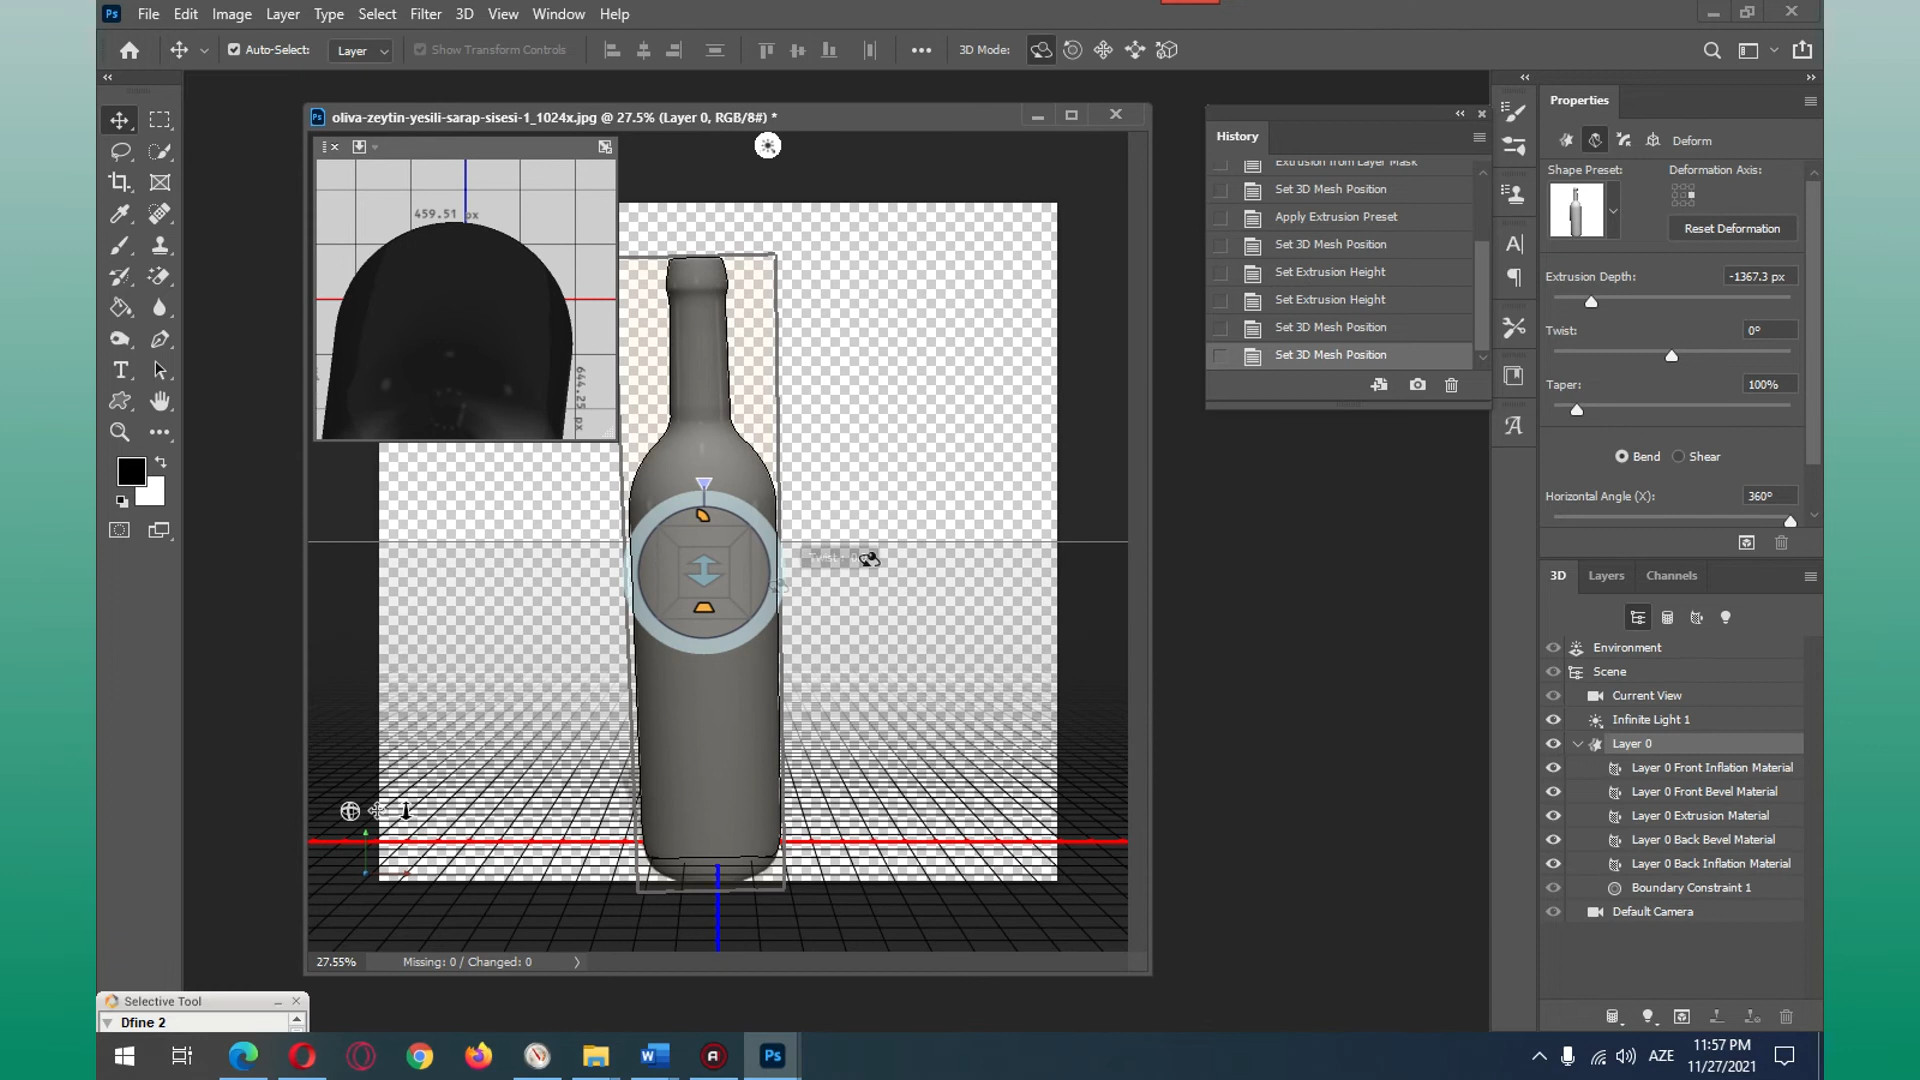 Ps File Edit Image Layer Type Select Filter 3D View Window Help
Auto-Select: Layer Show Transform Controls 3D Mode:
Ps oliva-zeytin-yesili-sarap-sisesi-1_1024x.jpg @ 27.5% (Layer 0, RGB/8#) *
459.51 px
644.25 px
27.55% Missing: 0 / Changed: 0
History
Extrusion from Layer Mask
Set 3D Mesh Position
Apply Extrusion Preset
Set 3D Mesh Position
Set Extrusion Height
Set Extrusion Height
Set 3D Mesh Position
Set 3D Mesh Position
Properties
Deform
Shape Preset: Deformation Axis:
Reset Deformation
Extrusion Depth: -1367.3 px
Twist: 0º
Taper: 100%
Bend Shear
Horizontal Angle (X): 360º
3D Layers Channels
Environment
Scene
Current View
Infinite Light 1
Layer 0
Layer 0 Front Inflation Material
Layer 0 Front Bevel Material
Layer 0 Extrusion Material
Layer 0 Back Bevel Material
Layer 0 Back Inflation Material
Boundary Constraint 1
Default Camera
Selective Tool
Dfine 2
AZE
11:57 PM
11/27/2021